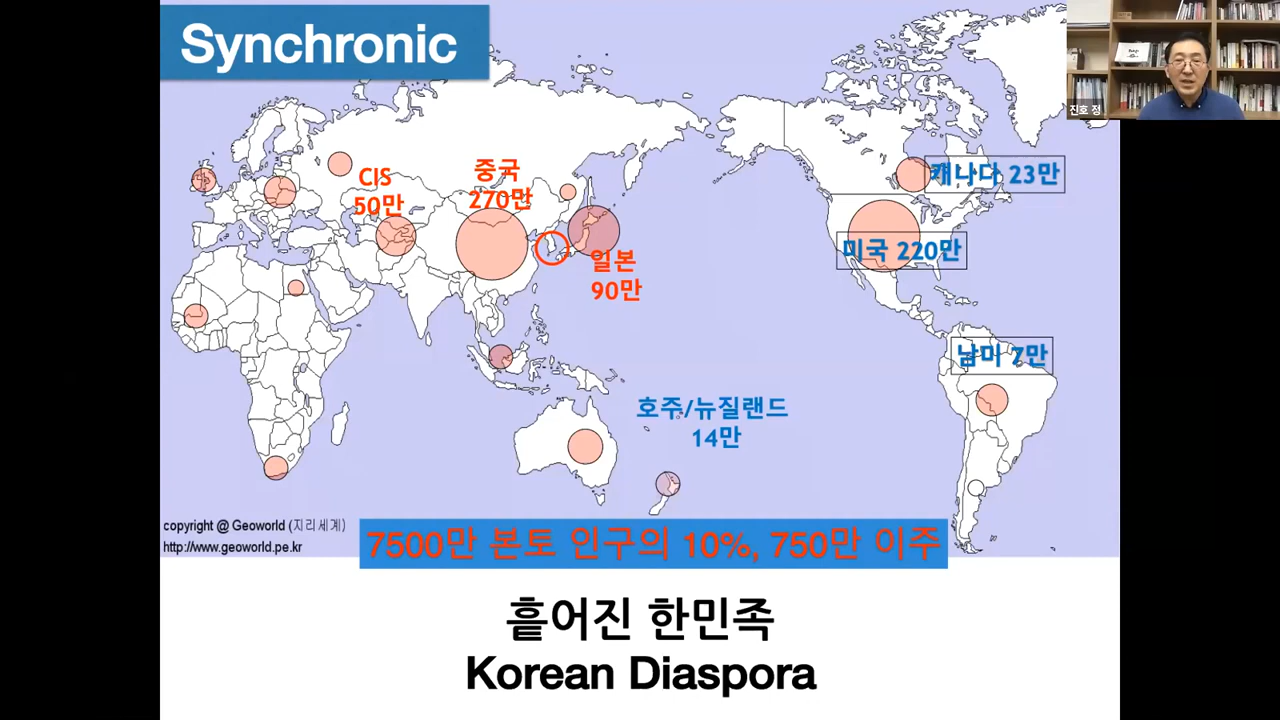 Synchronic
진호 정
CIS
50만
중국
270만
일본
90만
캐나다 23만
미국 220만
남미 7만
호주/뉴질랜드
14만
copyright @ Geoworld (지리세계)
http://www.geoworld.pe.kr
7500만 본토 인구의 10%, 750만 이주
흩어진 한민족
Korean Diaspora